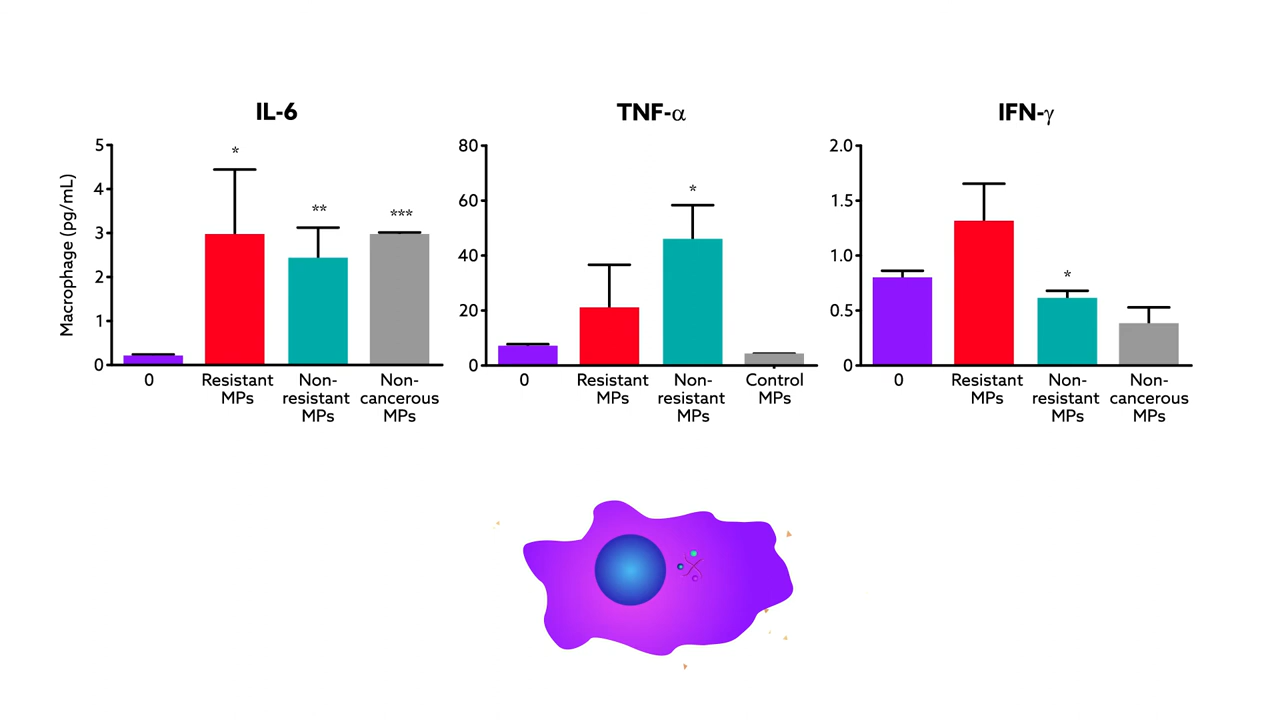 IL-6
TNF-α
IFN-γ
Macrophage (pg/mL)
5
4
3
2
1
0
*
**
***
0
Resistant
MPs
Non-
resistant
MPs
Non-
cancerous
MPs
80
60
40
20
0
*
0
Resistant
MPs
Non-
resistant
MPs
Control
MPs
2.0
1.5
1.0
0.5
0
*
0
Resistant
MPs
Non-
resistant
MPs
Non-
cancerous
MPs